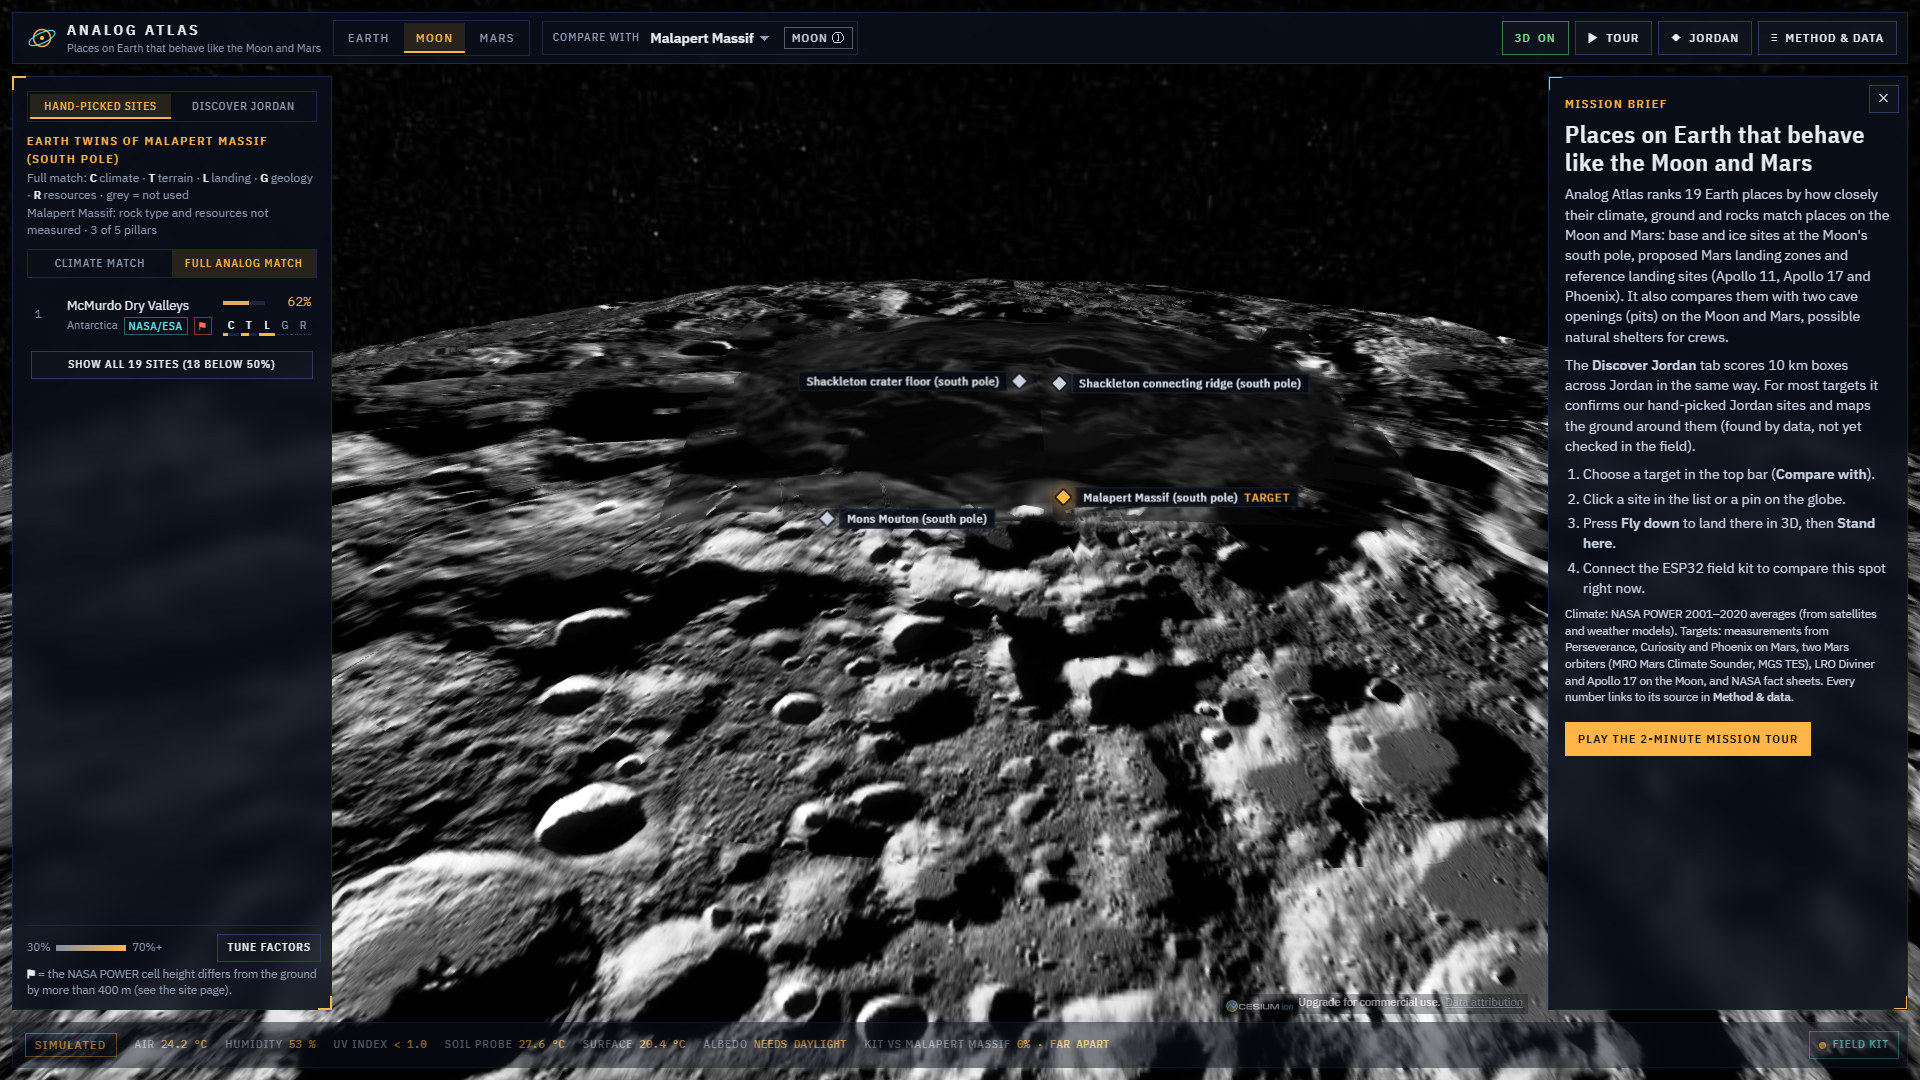 ANALOG ATLAS
Places on Earth that behave like the Moon and Mars
EARTH MOON MARS
COMPARE WITH Malapert Massif MOON
3D ON
TOUR
JORDAN
METHOD & DATA
HAND-PICKED SITES DISCOVER JORDAN
EARTH TWINS OF MALAPERT MASSIF
(SOUTH POLE)
Full match: C climate · T terrain · L landing · G geology
· R resources · grey = not used
Malapert Massif: rock type and resources not
measured · 3 of 5 pillars
CLIMATE MATCH FULL ANALOG MATCH
1 McMurdo Dry Valleys 62%
Antarctica NASA/ESA C T L G R
SHOW ALL 19 SITES (18 BELOW 50%)
30% 70%+ TUNE FACTORS
= the NASA POWER cell height differs from the ground
by more than 400 m (see the site page).
Shackleton crater floor (south pole)
Shackleton connecting ridge (south pole)
Malapert Massif (south pole) TARGET
Mons Mouton (south pole)
CESIUM ion Upgrade for commercial use. Data attribution
MISSION BRIEF
Places on Earth that behave
like the Moon and Mars
Analog Atlas ranks 19 Earth places by how closely
their climate, ground and rocks match places on the
Moon and Mars: base and ice sites at the Moon's
south pole, proposed Mars landing zones and
reference landing sites (Apollo 11, Apollo 17 and
Phoenix). It also compares them with two cave
openings (pits) on the Moon and Mars, possible
natural shelters for crews.
The Discover Jordan tab scores 10 km boxes
across Jordan in the same way. For most targets it
confirms our hand-picked Jordan sites and maps
the ground around them (found by data, not yet
checked in the field).
1. Choose a target in the top bar (Compare with).
2. Click a site in the list or a pin on the globe.
3. Press Fly down to land there in 3D, then Stand
here.
4. Connect the ESP32 field kit to compare this spot
right now.
Climate: NASA POWER 2001–2020 averages (from satellites
and weather models). Targets: measurements from
Perseverance, Curiosity and Phoenix on Mars, two Mars
orbiters (MRO Mars Climate Sounder, MGS TES), LRO Diviner
and Apollo 17 on the Moon, and NASA fact sheets. Every
number links to its source in Method & data.
PLAY THE 2-MINUTE MISSION TOUR
SIMULATED AIR 24.2 °C HUMIDITY 53 % UV INDEX < 1.0 SOIL PROBE 27.6 °C SURFACE 20.4 °C ALBEDO NEEDS DAYLIGHT KIT VS MALAPERT MASSIF 0% · FAR APART
FIELD KIT